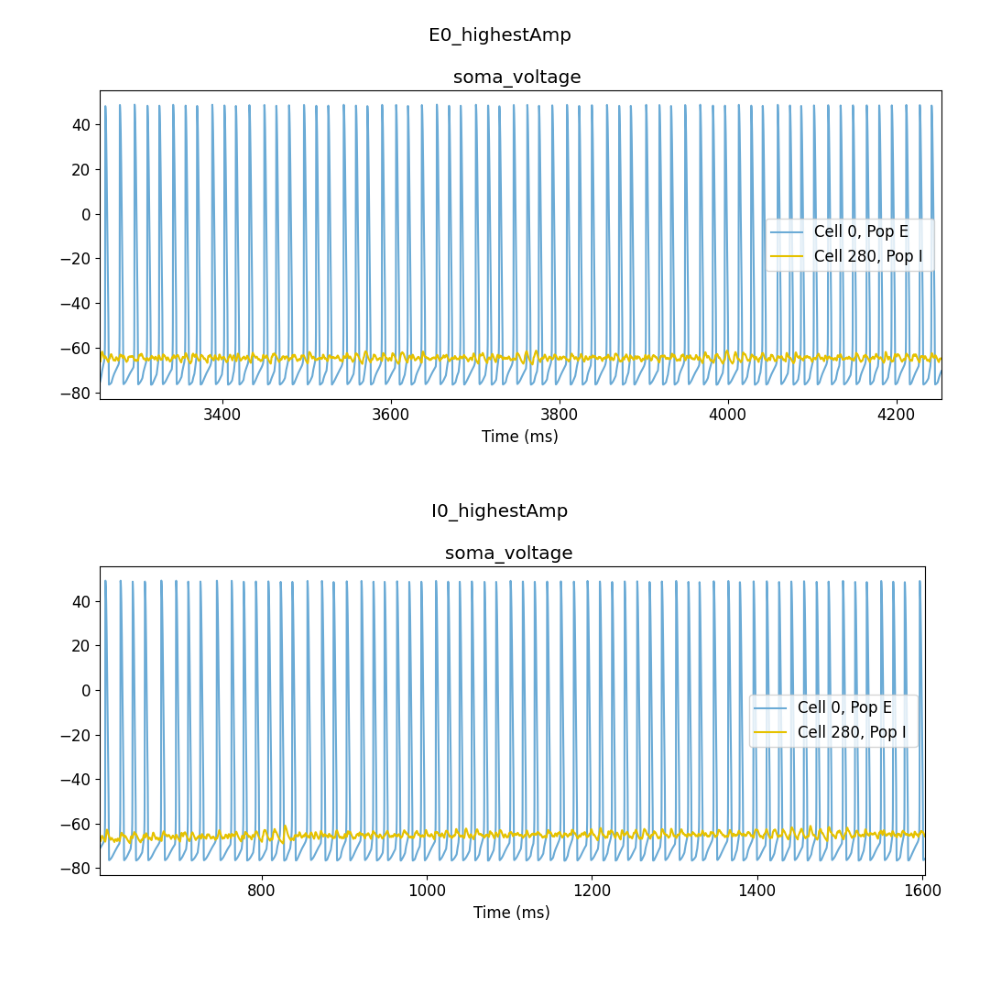 E0_highestAmp
soma_voltage
40
20
0
−20
−40
−60
−80
Cell 0, Pop E
Cell 280, Pop I
3400 3600 3800 4000 4200
Time (ms)
I0_highestAmp
soma_voltage
40
20
0
−20
−40
−60
−80
Cell 0, Pop E
Cell 280, Pop I
800 1000 1200 1400 1600
Time (ms)